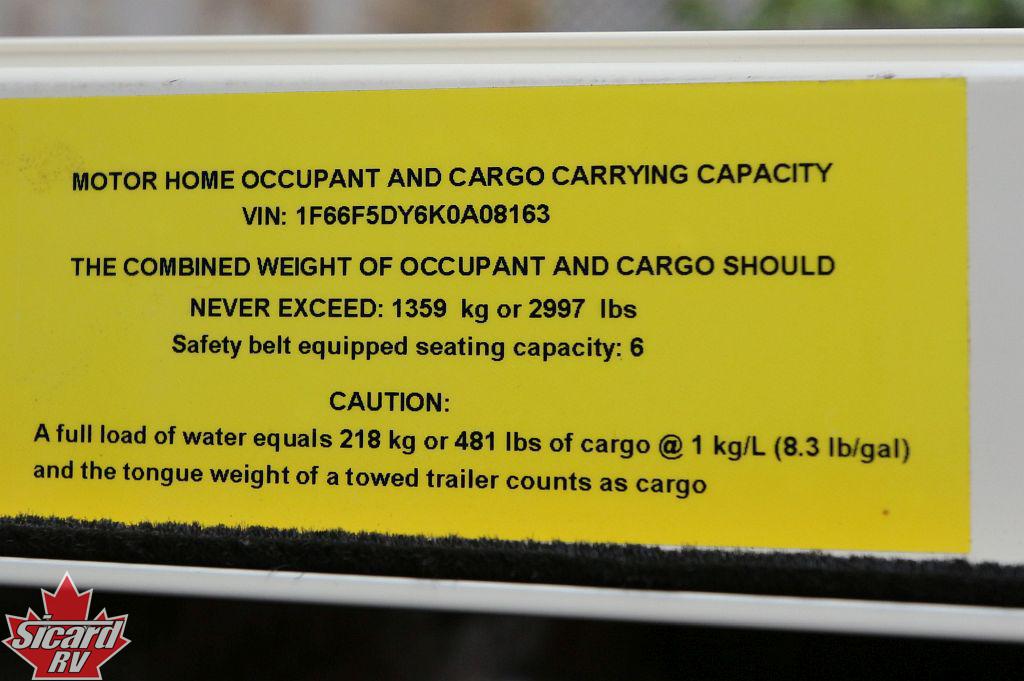 MOTOR HOME OCCUPANT AND CARGO CARRYING CAPACITY
VIN: 1F66F5DY6K0A08163
THE COMBINED WEIGHT OF OCCUPANT AND CARGO SHOULD
NEVER EXCEED: 1359 kg or 2997 lbs
Safety belt equipped seating capacity: 6
CAUTION:
A full load of water equals 218 kg or 481 lbs of cargo @ 1 kg/L (8.3 lb/gal)
and the tongue weight of a towed trailer counts as cargo
Sicard
RV